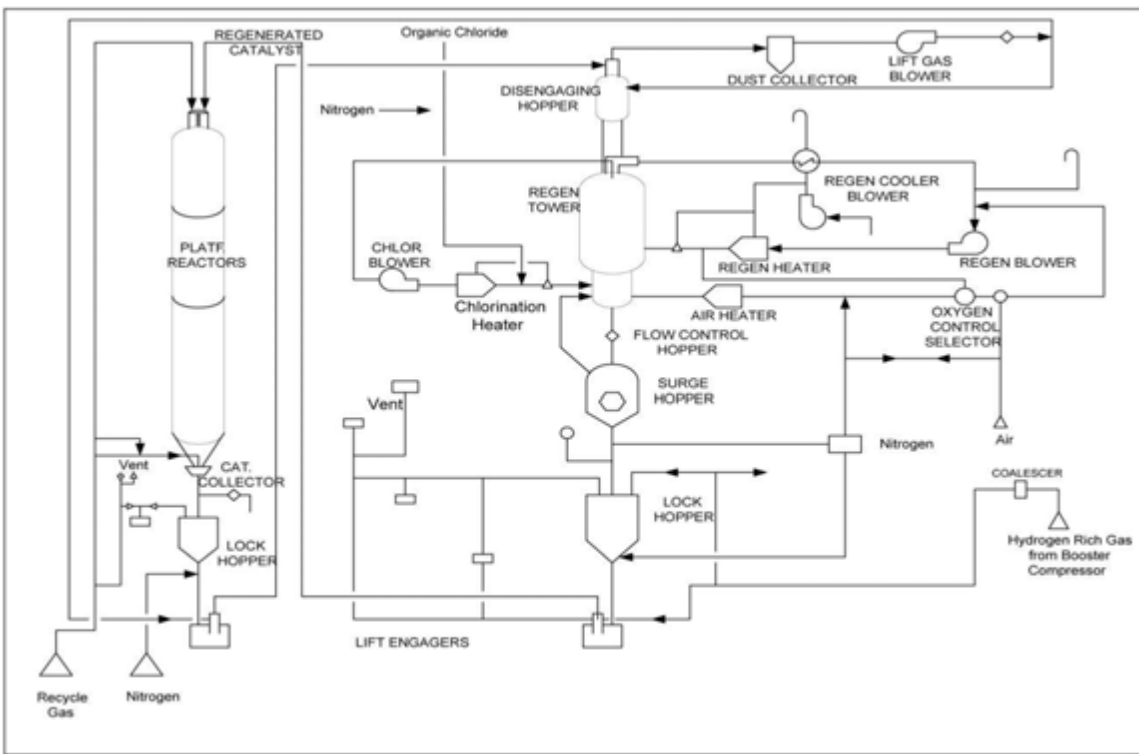 REGENERATED
CATALYST
Organic Chloride
DUST COLLECTOR
LIFT GAS
BLOWER
DISENGAGING
HOPPER
Nitrogen
REGEN
TOWER
REGEN COOLER
BLOWER
PLATF.
REACTORS
CHLOR
BLOWER
REGEN HEATER
REGEN BLOWER
Chlorination
Heater
AIR HEATER
OXYGEN
CONTROL
SELECTOR
FLOW CONTROL
HOPPER
SURGE
HOPPER
Vent
Nitrogen
Air
Vent
CAT.
COLLECTOR
COALESCER
LOCK
HOPPER
LOCK
HOPPER
Hydrogen Rich Gas
from Booster
Compressor
LIFT ENGAGERS
Recycle
Gas
Nitrogen